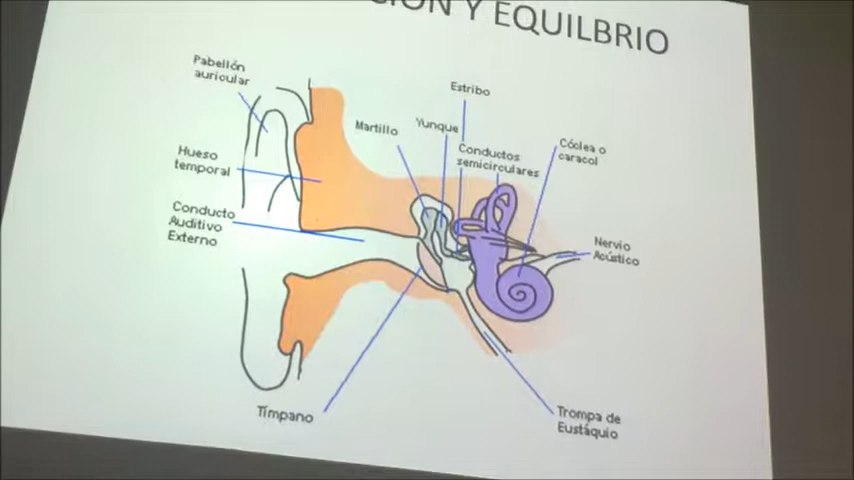 Y EQUILBRIO
Pabellón
auricular
Estribo
Martillo
Yunque
Cóclea o
caracol
Conductos
semicirculares
Hueso
temporal
Conducto
Auditivo
Externo
Nervio
Acústico
Tímpano
Trompa de
Eustáquio